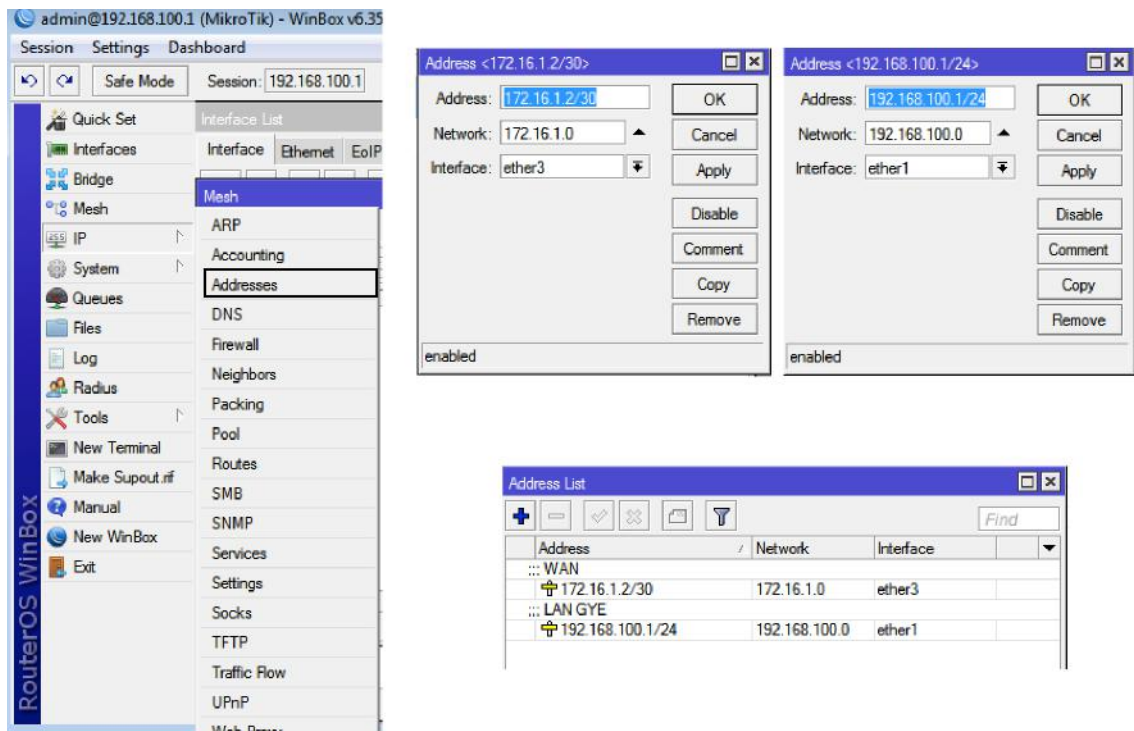 admin@192.168.100.1 (MikroTik) - WinBox v6.35
Session Settings Dashboard
Safe Mode Session: 192.168.100.1
Quick Set
Interfaces
Bridge
Mesh
IP
System
Queues
Files
Log
Radius
Tools
New Terminal
Make Supout.rif
Manual
New WinBox
Exit
RouterOS WinBox
Interface List
Interface Ethernet EoIP
Mesh
ARP
Accounting
Addresses
DNS
Firewall
Neighbors
Packing
Pool
Routes
SMB
SNMP
Services
Settings
Socks
TFTP
Traffic Flow
UPnP
Web Proxy
Address <172.16.1.2/30>
Address: 172.16.1.2/30 OK
Network: 172.16.1.0 Cancel
Interface: ether3 Apply
Disable
Comment
Copy
Remove
enabled
Address <192.168.100.1/24>
Address: 192.168.100.1/24 OK
Network: 192.168.100.0 Cancel
Interface: ether1 Apply
Disable
Comment
Copy
Remove
enabled
Address List
Find
Address Network Interface
::: WAN
172.16.1.2/30 172.16.1.0 ether3
::: LAN GYE
192.168.100.1/24 192.168.100.0 ether1